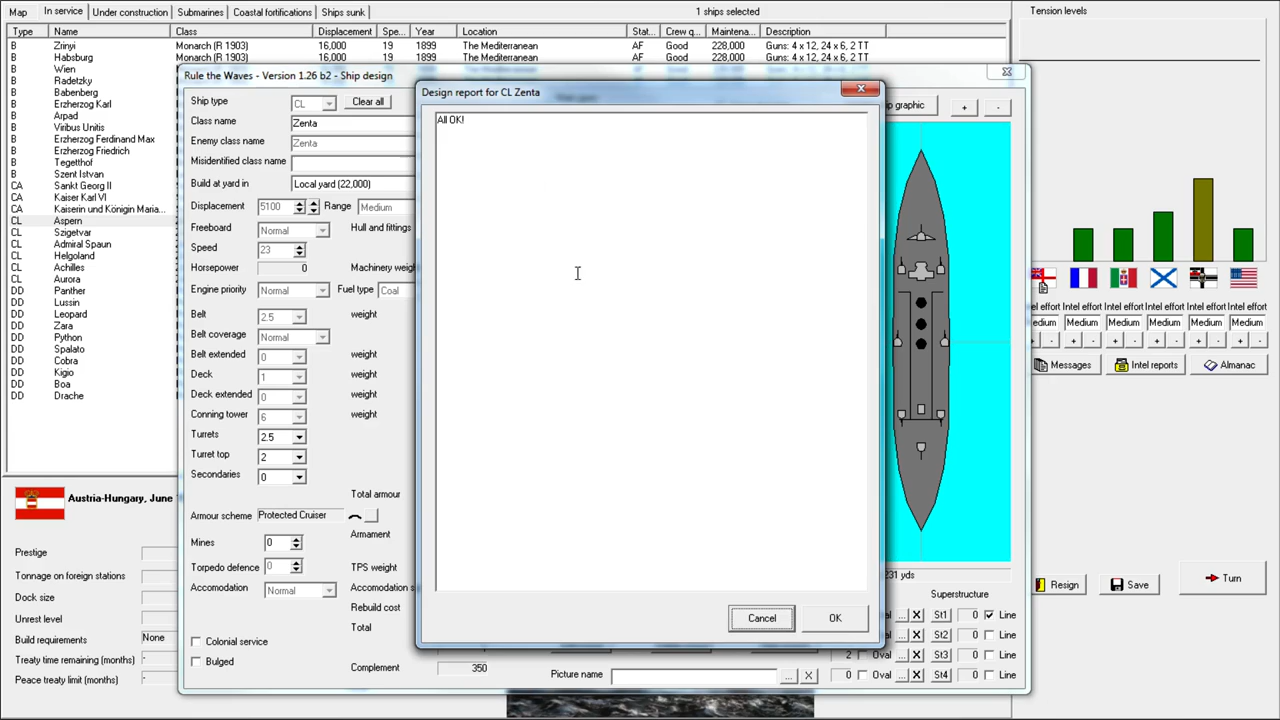 Map
In service
Under construction
Submarines
Coastal fortifications
Ships sunk
1 ships selected
Tension levels
Type Name Class Displacement Spe... Year Location Stat... Crew q... Maintena... Description
B Zrinyi Monarch (R 1903) 16,000 19 1899 The Mediterranean AF Good 228,000 Guns: 4 x 12, 24 x 6, 2 TT
B Habsburg Monarch (R 1903) 16,000 19 1899 The Mediterranean AF Good 228,000 Guns: 4 x 12, 24 x 6, 2 TT
B Wien
B Radetzky
B Babenberg
B Erzherzog Karl
B Arpad
B Viribus Unitis
B Erzherzog Ferdinand Max
B Erzherzog Friedrich
B Tegetthof
B Szent Istvan
CA Sankt Georg II
CA Kaiser Karl VI
CA Kaiserin und Königin Maria...
CL Aspern
CL Szigetvar
CL Admiral Spaun
CL Helgoland
CL Achilles
CL Aurora
DD Panther
DD Lussin
DD Leopard
DD Zara
DD Python
DD Spalato
DD Cobra
DD Kigio
DD Boa
DD Drache
Rule the Waves - Version 1.26 b2 - Ship design
Ship type CL Clear all
Class name Zenta
Enemy class name Zenta
Misidentified class name
Build at yard in Local yard (22,000)
Displacement 5100 Range Medium
Freeboard Normal Hull and fittings
Speed 23
Horsepower 0 Machinery weig
Engine priority Normal Fuel type Coal
Belt 2.5 weight
Belt coverage Normal
Belt extended 0 weight
Deck 1 weight
Deck extended 0 weight
Conning tower 6 weight
Turrets 2.5
Turret top 2
Secondaries 0
Total armour
Armour scheme Protected Cruiser
Armament
Mines 0
Torpedo defence 0 TPS weight
Accomodation Normal Accomodation s
Rebuild cost
Total
Colonial service
Bulged
Complement 350
Picture name ... X
Design report for CL Zenta
All OK!
Cancel OK
ip graphic + -
231 yds
Superstructure
Oval ... X St1 0 Line
Oval ... X St2 0 Line
2 Oval ... X St3 0 Line
0 Oval ... X St4 0 Line
Intel effort Intel effort Intel effort Intel effort Intel effort
edium Medium Medium Medium Medium Medium
+ - + - + - + - + -
Messages Intel reports Almanac
Resign Save Turn
Austria-Hungary, June
Prestige
Tonnage on foreign stations
Dock size
Unrest level
Build requirements None
Treaty time remaining (months) -
Peace treaty limit (months) -